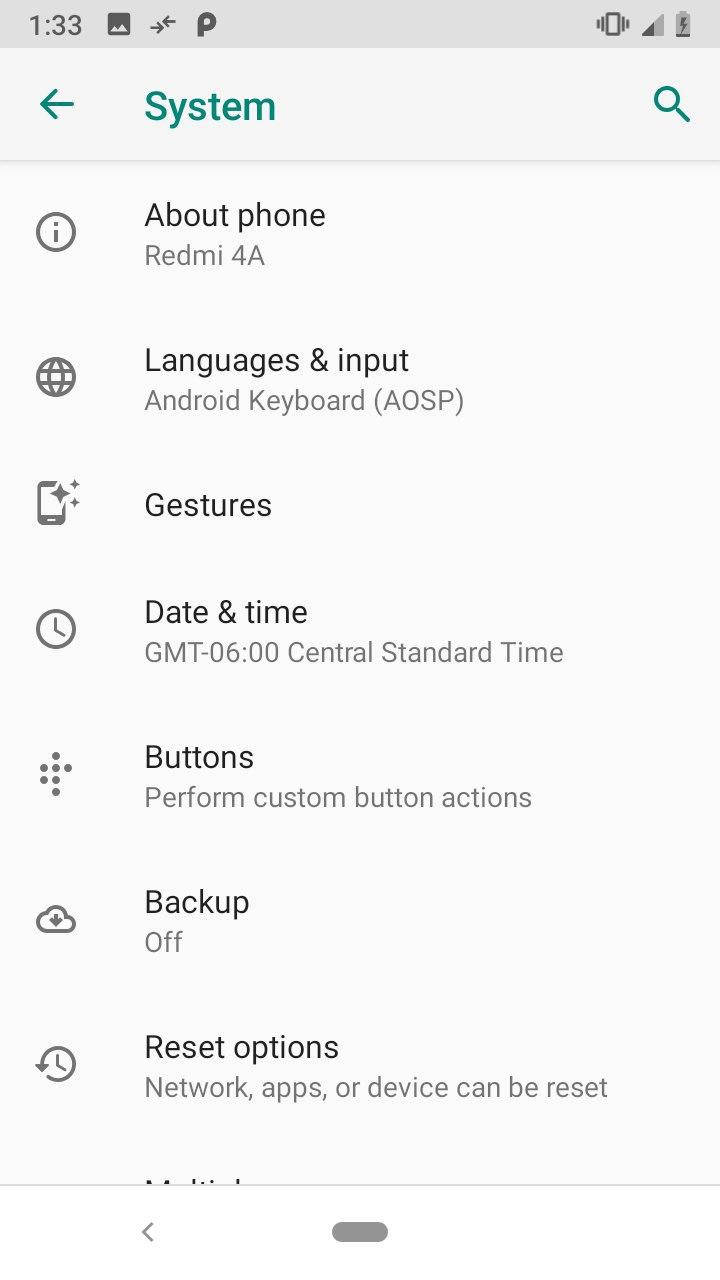 1:33
System
About phone
Redmi 4A
Languages & input
Android Keyboard (AOSP)
Gestures
Date & time
GMT-06:00 Central Standard Time
Buttons
Perform custom button actions
Backup
Off
Reset options
Network, apps, or device can be reset